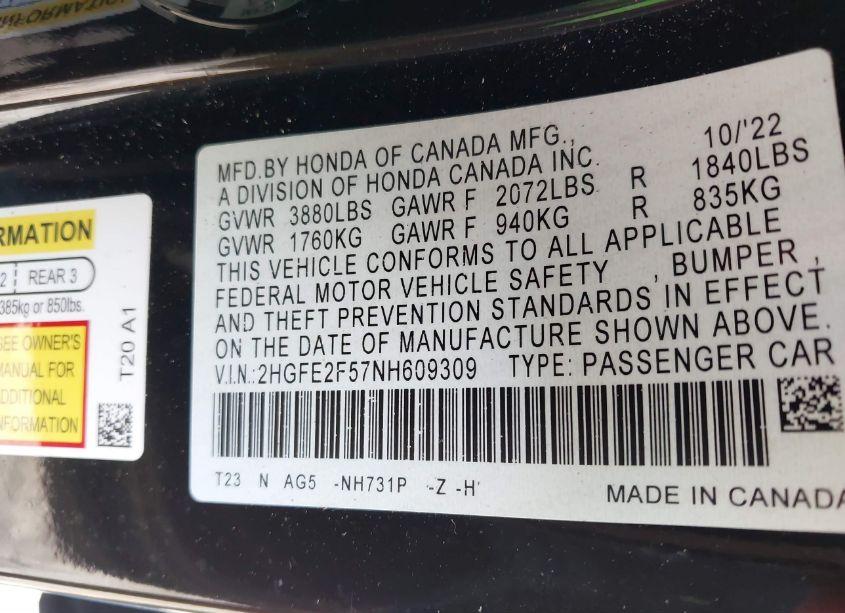 RMATION
2 REAR 3
385kg or 850lbs.
SEE OWNER'S
MANUAL FOR
ADDITIONAL
INFORMATION
T20 A1
MFD.BY HONDA OF CANADA MFG., 10/'22
A DIVISION OF HONDA CANADA INC.
GVWR 3880LBS GAWR F 2072LBS R 1840LBS
GVWR 1760KG GAWR F 940KG R 835KG
THIS VEHICLE CONFORMS TO ALL APPLICABLE
FEDERAL MOTOR VEHICLE SAFETY , BUMPER ,
AND THEFT PREVENTION STANDARDS IN EFFECT
ON THE DATE OF MANUFACTURE SHOWN ABOVE.
V.I.N.:2HGFE2F57NH609309 TYPE: PASSENGER CAR
T23 N AG5 -NH731P -Z -H'
MADE IN CANADA